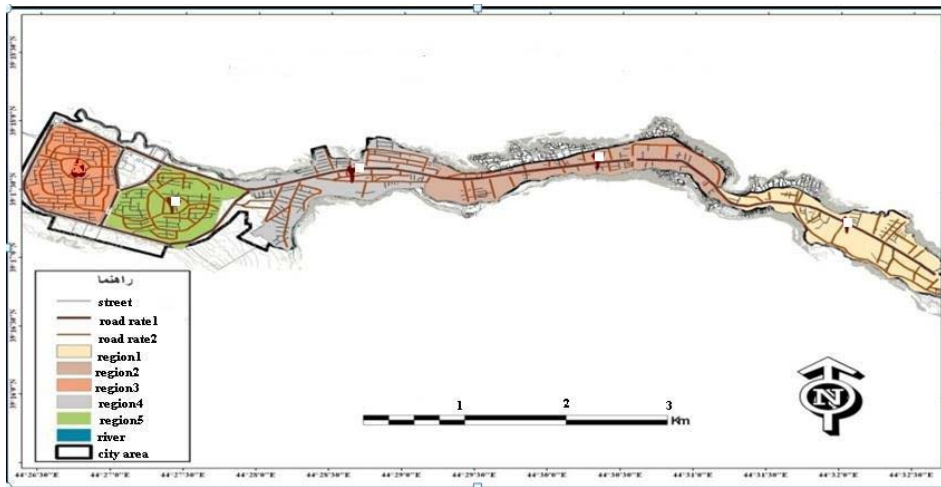 راهنما
street
road rate1
road rate2
region1
region2
region3
region4
region5
river
city area
1 2 3
Km
N
44°26'30"E 44°27'0"E 44°27'30"E 44°28'0"E 44°28'30"E 44°29'0"E 44°29'30"E 44°30'0"E 44°30'30"E 44°31'0"E 44°31'30"E 44°32'0"E 44°32'30"E